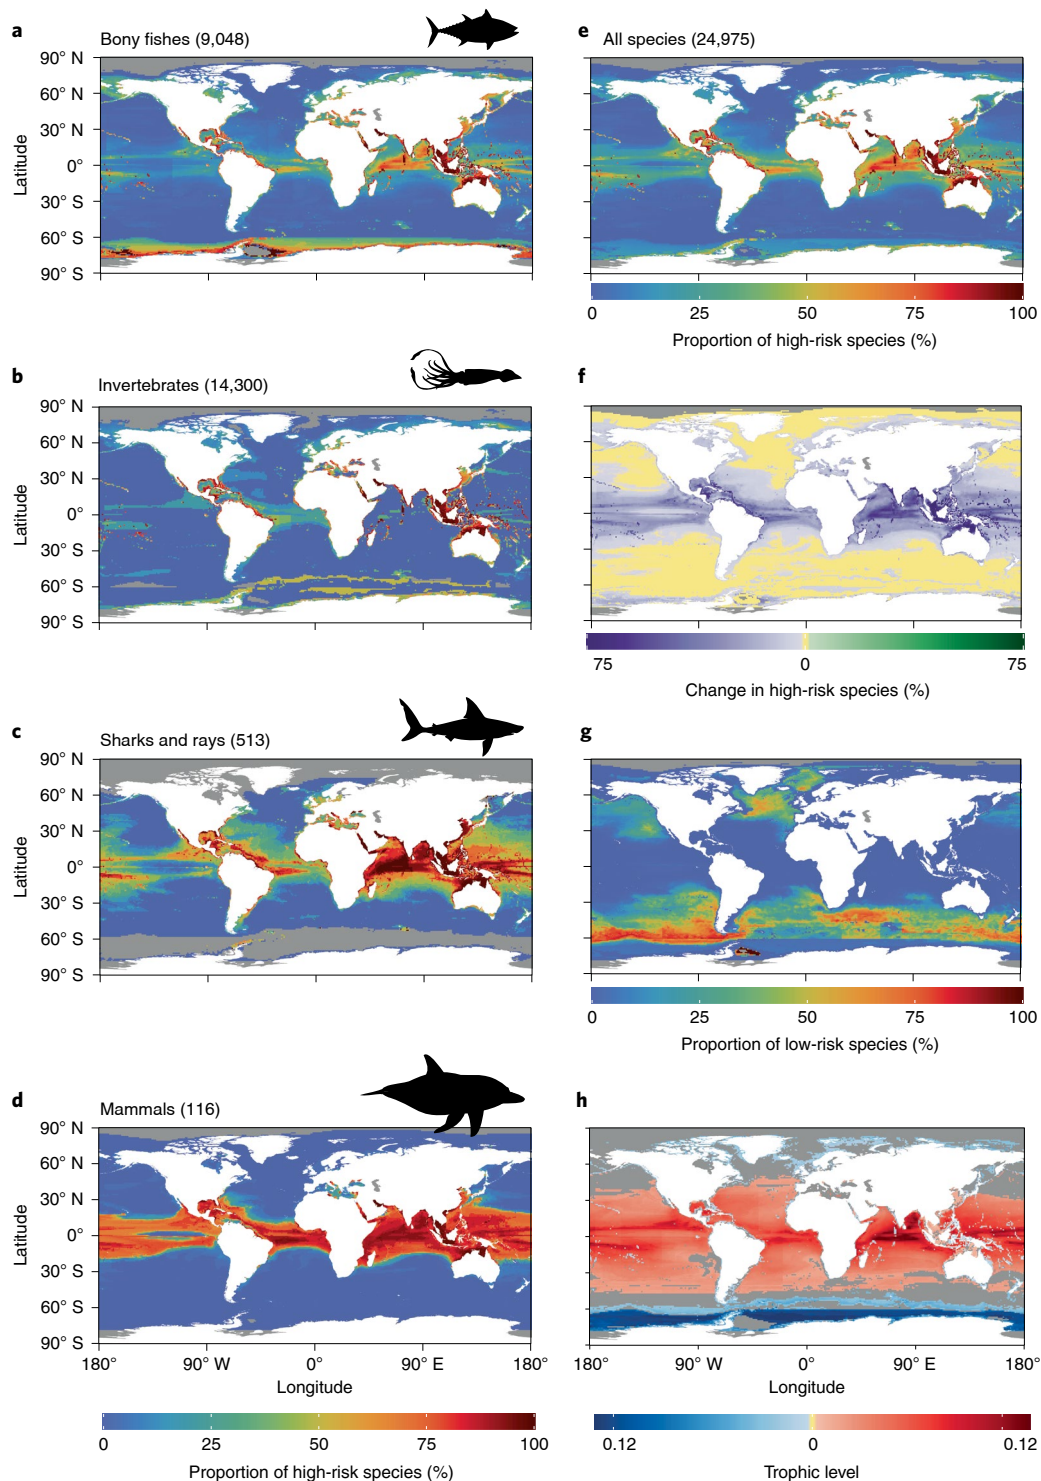 a
Bony fishes (9,048)
90° N
60° N
30° N
0°
30° S
60° S
90° S
Latitude
e
All species (24,975)
0 25 50 75 100
Proportion of high-risk species (%)
b
Invertebrates (14,300)
90° N
60° N
30° N
0°
30° S
60° S
90° S
Latitude
f
75 0 75
Change in high-risk species (%)
c
Sharks and rays (513)
90° N
60° N
30° N
0°
30° S
60° S
90° S
Latitude
g
0 25 50 75 100
Proportion of low-risk species (%)
d
Mammals (116)
90° N
60° N
30° N
0°
30° S
60° S
90° S
Latitude
180° 90° W 0° 90° E 180°
Longitude
0 25 50 75 100
Proportion of high-risk species (%)
h
180° 90° W 0° 90° E 180°
Longitude
0.12 0 0.12
Trophic level